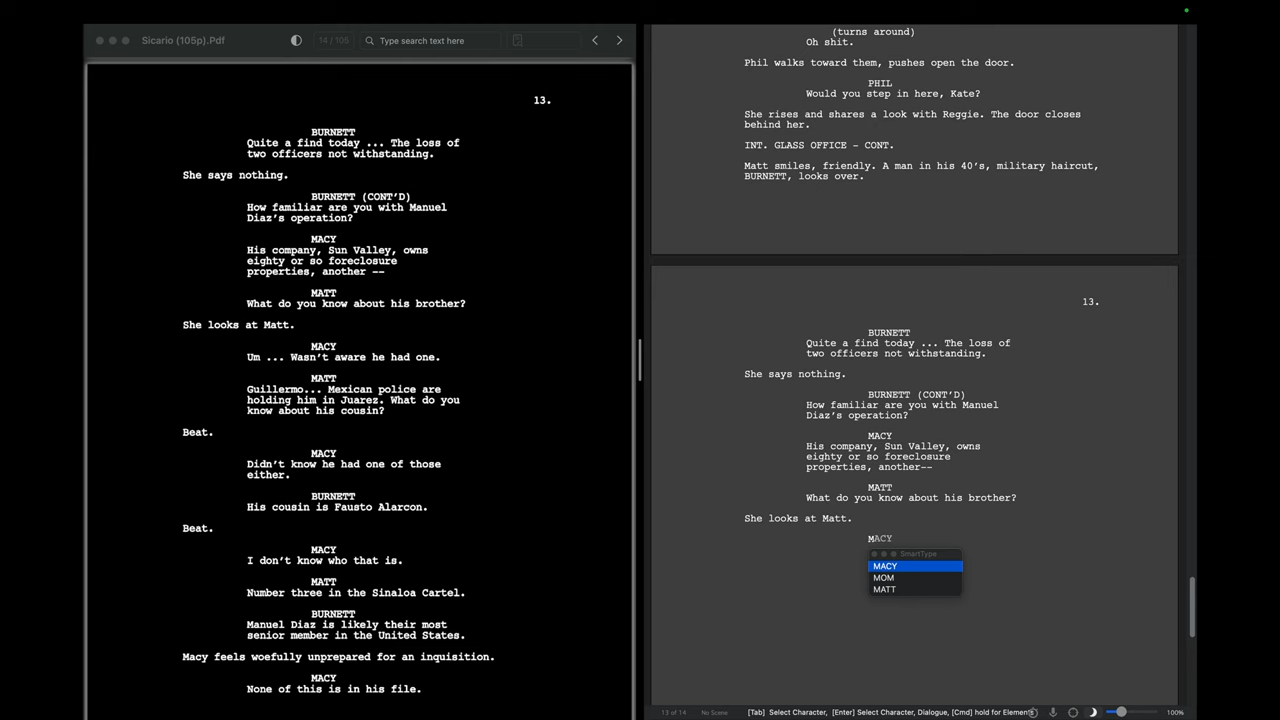 Sicario (105p).Pdf
14 / 105
Type search text here
13.
BURNETT
Quite a find today ... The loss of
two officers not withstanding.
She says nothing.
BURNETT (CONT'D)
How familiar are you with Manuel
Diaz's operation?
MACY
His company, Sun Valley, owns
eighty or so foreclosure
properties, another --
MATT
What do you know about his brother?
She looks at Matt.
MACY
Um ... Wasn't aware he had one.
MATT
Guillermo... Mexican police are
holding him in Juarez. What do you
know about his cousin?
Beat.
MACY
Didn't know he had one of those
either.
BURNETT
His cousin is Fausto Alarcon.
Beat.
MACY
I don't know who that is.
MATT
Number three in the Sinaloa Cartel.
BURNETT
Manuel Diaz is likely their most
senior member in the United States.
Macy feels woefully unprepared for an inquisition.
MACY
None of this is in his file.
(turns around)
Oh shit.
Phil walks toward them, pushes open the door.
PHIL
Would you step in here, Kate?
She rises and shares a look with Reggie. The door closes
behind her.
INT. GLASS OFFICE - CONT.
Matt smiles, friendly. A man in his 40's, military haircut,
BURNETT, looks over.
13.
BURNETT
Quite a find today ... The loss of
two officers not withstanding.
She says nothing.
BURNETT (CONT'D)
How familiar are you with Manuel
Diaz's operation?
MACY
His company, Sun Valley, owns
eighty or so foreclosure
properties, another--
MATT
What do you know about his brother?
She looks at Matt.
MACY
SmartType
MACY
MOM
MATT
13 of 14
No Scene
[Tab] Select Character, [Enter] Select Character, Dialogue, [Cmd] hold for Elements
100%